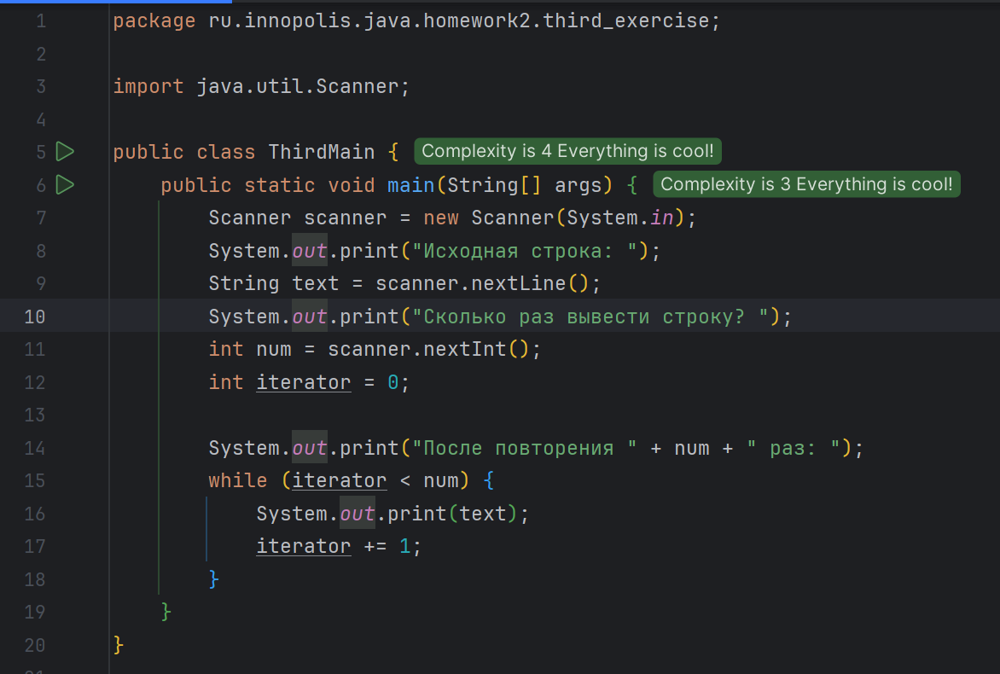 1 package ru.innopolis.java.homework2.third_exercise;
2
3 import java.util.Scanner;
4
5 public class ThirdMain { Complexity is 4 Everything is cool!
6 public static void main(String[] args) { Complexity is 3 Everything is cool!
7 Scanner scanner = new Scanner(System.in);
8 System.out.print("Исходная строка: ");
9 String text = scanner.nextLine();
10 System.out.print("Сколько раз вывести строку? ");
11 int num = scanner.nextInt();
12 int iterator = 0;
13
14 System.out.print("После повторения " + num + " раз: ");
15 while (iterator < num) {
16 System.out.print(text);
17 iterator += 1;
18 }
19 }
20 }